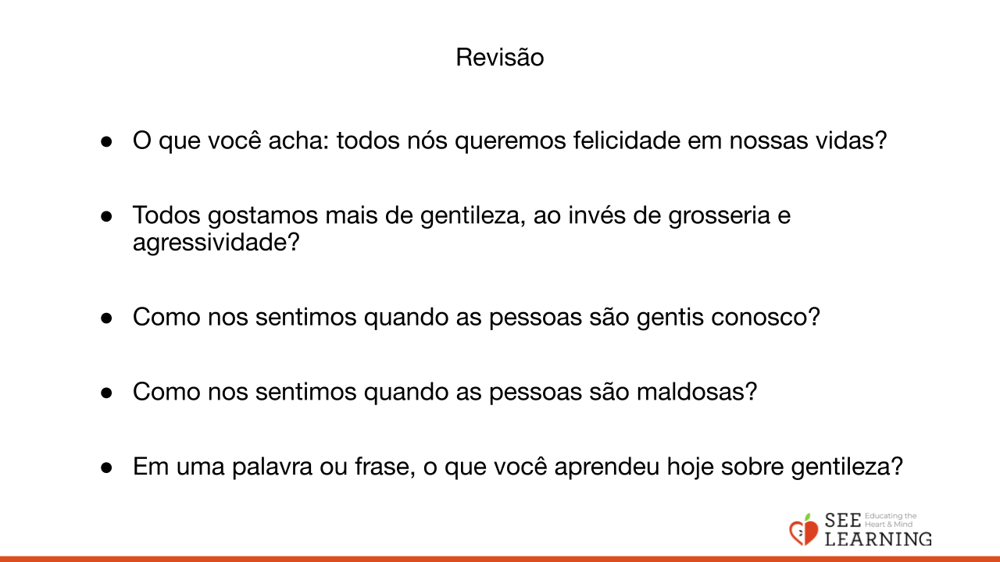 Revisão
● O que você acha: todos nós queremos felicidade em nossas vidas?
● Todos gostamos mais de gentileza, ao invés de grosseria e
agressividade?
● Como nos sentimos quando as pessoas são gentis conosco?
● Como nos sentimos quando as pessoas são maldosas?
● Em uma palavra ou frase, o que você aprendeu hoje sobre gentileza?
SEE Educating the
Heart & Mind
LEARNING